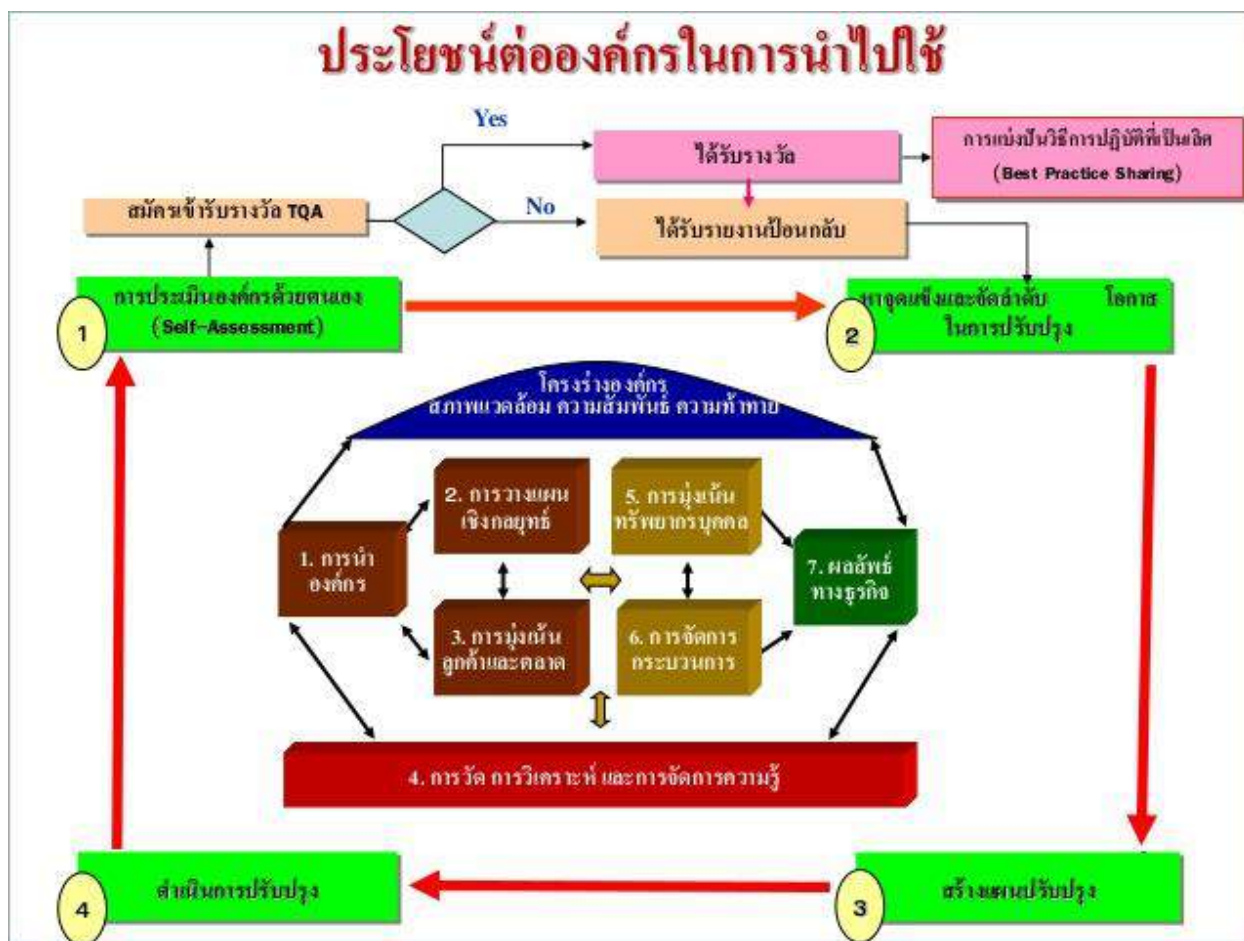 ประโยชน์ต่อองค์กรในการนำไปใช้
Yes
ได้รับรางวัล
การแบ่งปันวิธีการปฏิบัติที่เป็นเลิศ
(Best Practice Sharing)
สมัครเข้ารับรางวัล TQA
No
ได้รับรายงานป้อนกลับ
1
การประเมินองค์กรด้วยตนเอง
(Self-Assessment)
2
หาจุดแข็งและจัดลำดับ โอกาส
ในการปรับปรุง
โครงร่างองค์กร
สภาพแวดล้อม ความสัมพันธ์ ความท้าทาย
1. การนำ
องค์กร
2. การวางแผน
เชิงกลยุทธ์
3. การมุ่งเน้น
ลูกค้าและตลาด
5. การมุ่งเน้น
ทรัพยากรบุคคล
6. การจัดการ
กระบวนการ
7. ผลลัพธ์
ทางธุรกิจ
4. การวัด การวิเคราะห์ และการจัดการความรู้
4
ดำเนินการปรับปรุง
3
สร้างแผนปรับปรุง